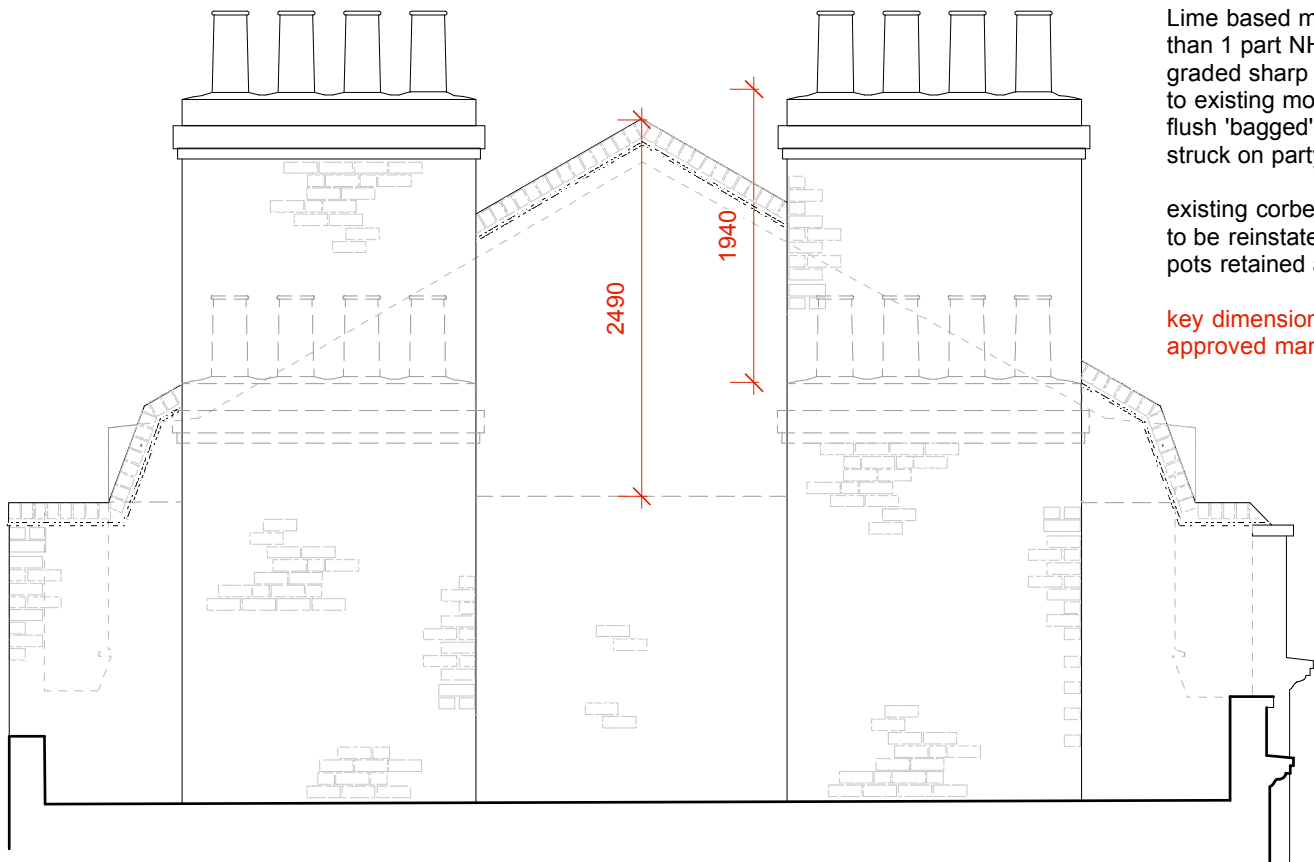 Lime based m
than 1 part NH
graded sharp
to existing mo
flush 'bagged'
struck on party
existing corbe
to be reinstate
pots retained
key dimension
approved mar
1940
2490